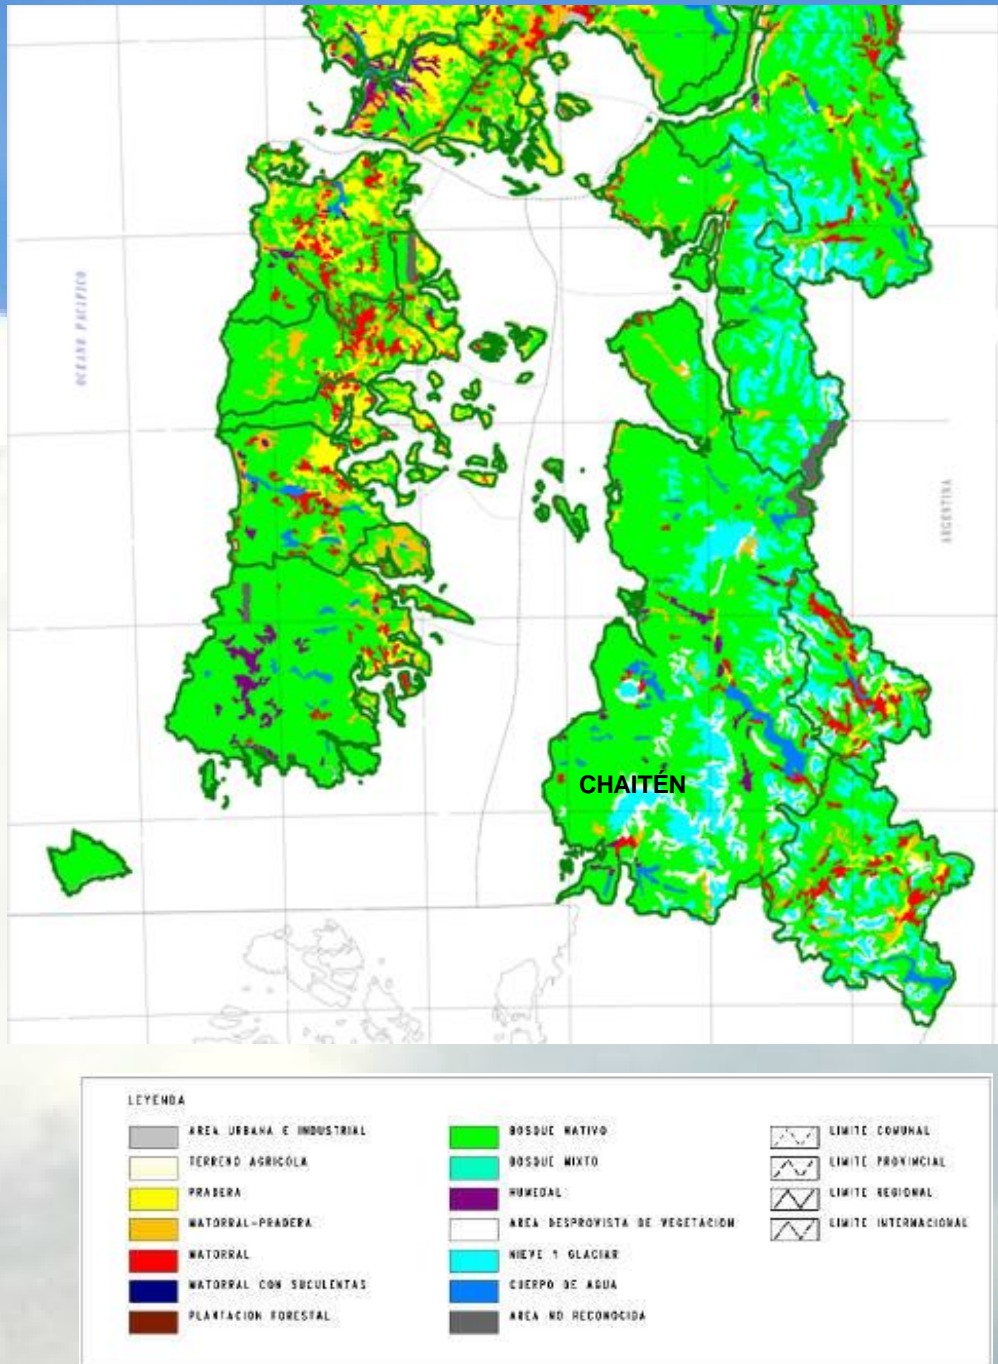 OCEANO PACIFICO
ARGENTINA
CHAITÉN
LEYENDA
AREA URBANA E INDUSTRIAL
TERRENO AGRICOLA
PRADERA
MATORRAL-PRADERA
MATORRAL
MATORRAL CON SUCULENTAS
PLANTACION FORESTAL
BOSQUE NATIVO
BOSQUE MIXTO
HUMEDAL
AREA DESPROVISTA DE VEGETACION
NIEVE Y GLACIAR
CUERPO DE AGUA
AREA NO RECONOCIDA
LIMITE COMUNAL
LIMITE PROVINCIAL
LIMITE REGIONAL
LIMITE INTERNACIONAL